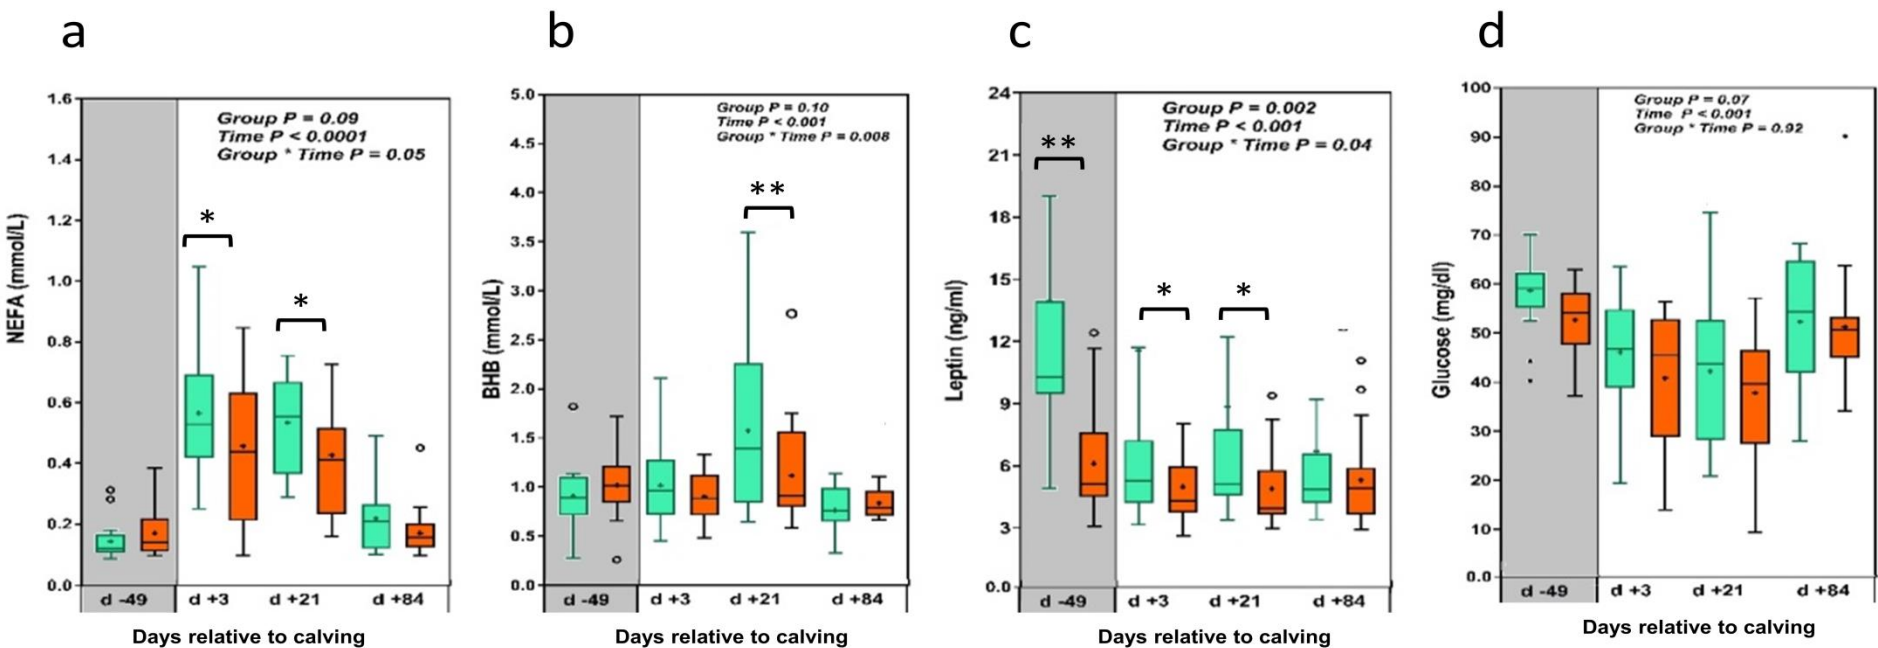 a
b
c
d
NEFA (mmol/L)
1.6
1.4
1.2
1.0
0.8
0.6
0.4
0.2
0.0
Group P = 0.09
Time P < 0.0001
Group * Time P = 0.05
*
*
d -49
d +3
d +21
d +84
Days relative to calving
BHB (mmol/L)
5.0
4.5
4.0
3.5
3.0
2.5
2.0
1.5
1.0
0.5
0.0
Group P = 0.10
Time P < 0.001
Group * Time P = 0.008
**
d -49
d +3
d +21
d +84
Days relative to calving
Leptin (ng/ml)
24
21
18
15
12
9
6
3
0.0
Group P = 0.002
Time P < 0.001
Group * Time P = 0.04
**
*
*
d -49
d +3
d +21
d +84
Days relative to calving
Glucose (mg/dl)
100
90
80
70
60
50
40
30
20
10
0.0
Group P = 0.07
Time P < 0.001
Group * Time P = 0.92
d -49
d +3
d +21
d +84
Days relative to calving